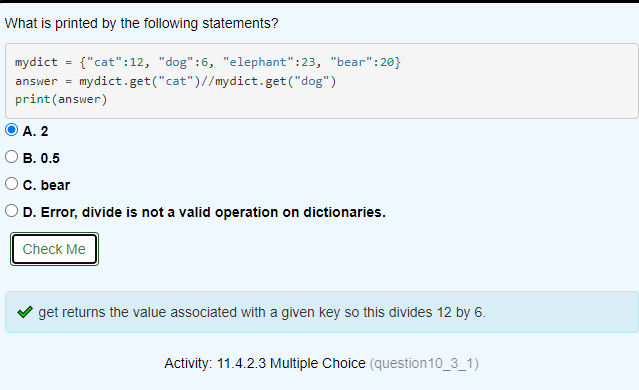 What is printed by the following statements?
mydict = {"cat":12, "dog":6, "elephant":23, "bear":20}
answer = mydict.get("cat")//mydict.get("dog")
print(answer)
A. 2
B. 0.5
C. bear
D. Error, divide is not a valid operation on dictionaries.
Check Me
✔ get returns the value associated with a given key so this divides 12 by 6.
Activity: 11.4.2.3 Multiple Choice (question10_3_1)